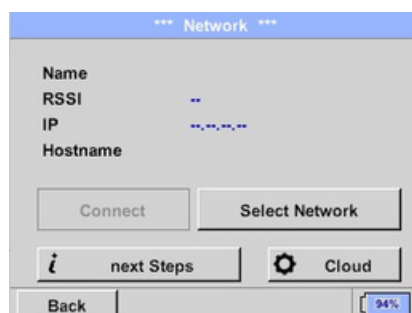 *** Network ***
Name
RSSI --
IP --.--.--.--
Hostname
Connect Select Network
i next Steps Cloud
Back 94%